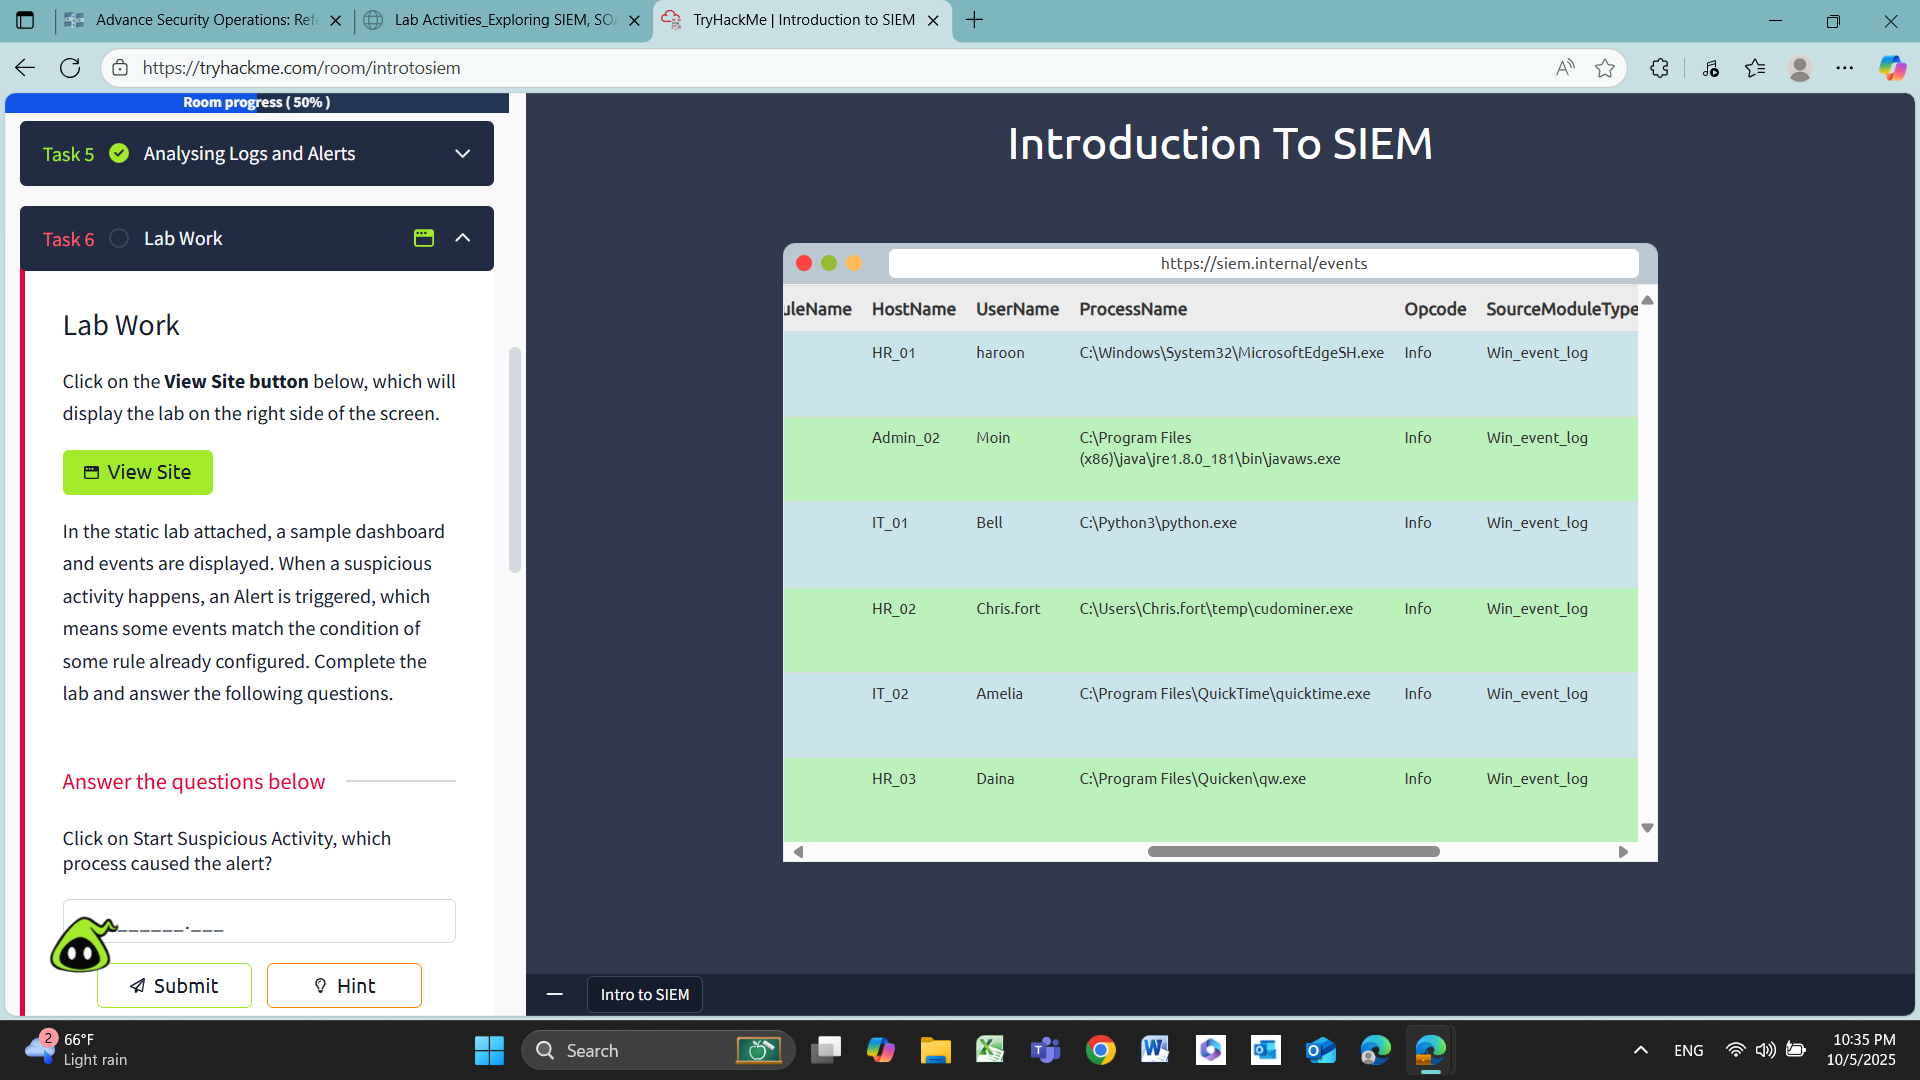 Advance Security Operations: Refe
Lab Activities_Exploring SIEM, SOA
TryHackMe | Introduction to SIEM
https://tryhackme.com/room/introtosiem
Room progress ( 50% )
Task 5 Analysing Logs and Alerts
Task 6 Lab Work
Lab Work
Click on the View Site button below, which will
display the lab on the right side of the screen.
View Site
In the static lab attached, a sample dashboard
and events are displayed. When a suspicious
activity happens, an Alert is triggered, which
means some events match the condition of
some rule already configured. Complete the
lab and answer the following questions.
Answer the questions below
Click on Start Suspicious Activity, which
process caused the alert?
______.___
Submit
Hint
Introduction To SIEM
https://siem.internal/events
uleName HostName UserName ProcessName Opcode SourceModuleType
HR_01 haroon C:\Windows\System32\MicrosoftEdgeSH.exe Info Win_event_log
Admin_02 Moin C:\Program Files Info Win_event_log
(x86)\java\jre1.8.0_181\bin\javaws.exe
IT_01 Bell C:\Python3\python.exe Info Win_event_log
HR_02 Chris.fort C:\Users\Chris.fort\temp\cudominer.exe Info Win_event_log
IT_02 Amelia C:\Program Files\QuickTime\quicktime.exe Info Win_event_log
HR_03 Daina C:\Program Files\Quicken\qw.exe Info Win_event_log
Intro to SIEM
2
66°F
Light rain
Search
ENG
10:35 PM
10/5/2025